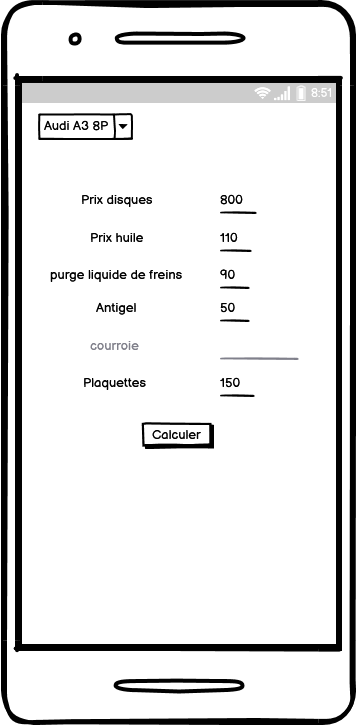 8:51
Audi A3 8P
Prix disques 800
Prix huile 110
purge liquide de freins 90
Antigel 50
courroie
Plaquettes 150
Calculer